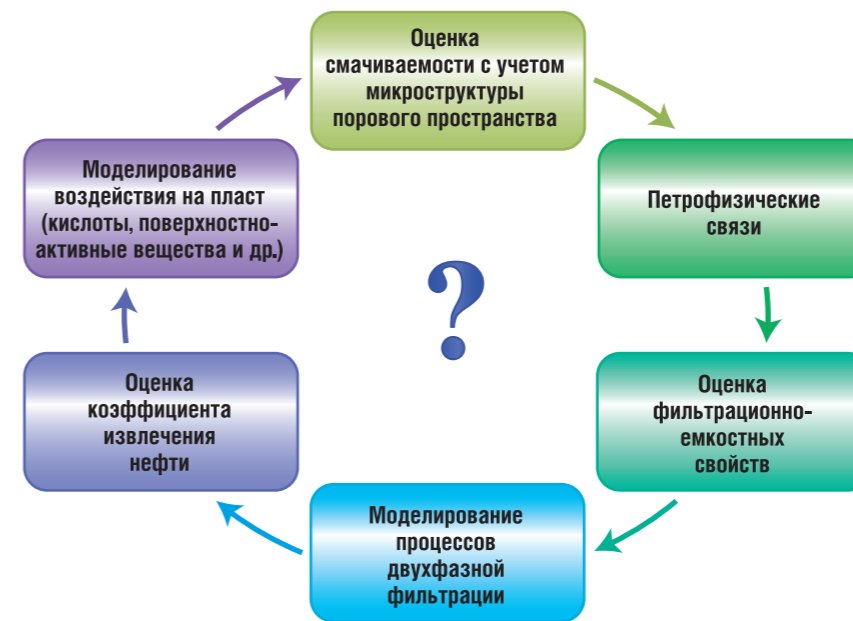 Оценка
смачиваемости с учетом
микроструктуры
порового пространства
Петрофизические
связи
Оценка
фильтрационно-
емкостных
свойств
Моделирование
процессов
двухфазной
фильтрации
Оценка
коэффициента
извлечения
нефти
Моделирование
воздействия на пласт
(кислоты, поверхностно-
активные вещества и др.)
?